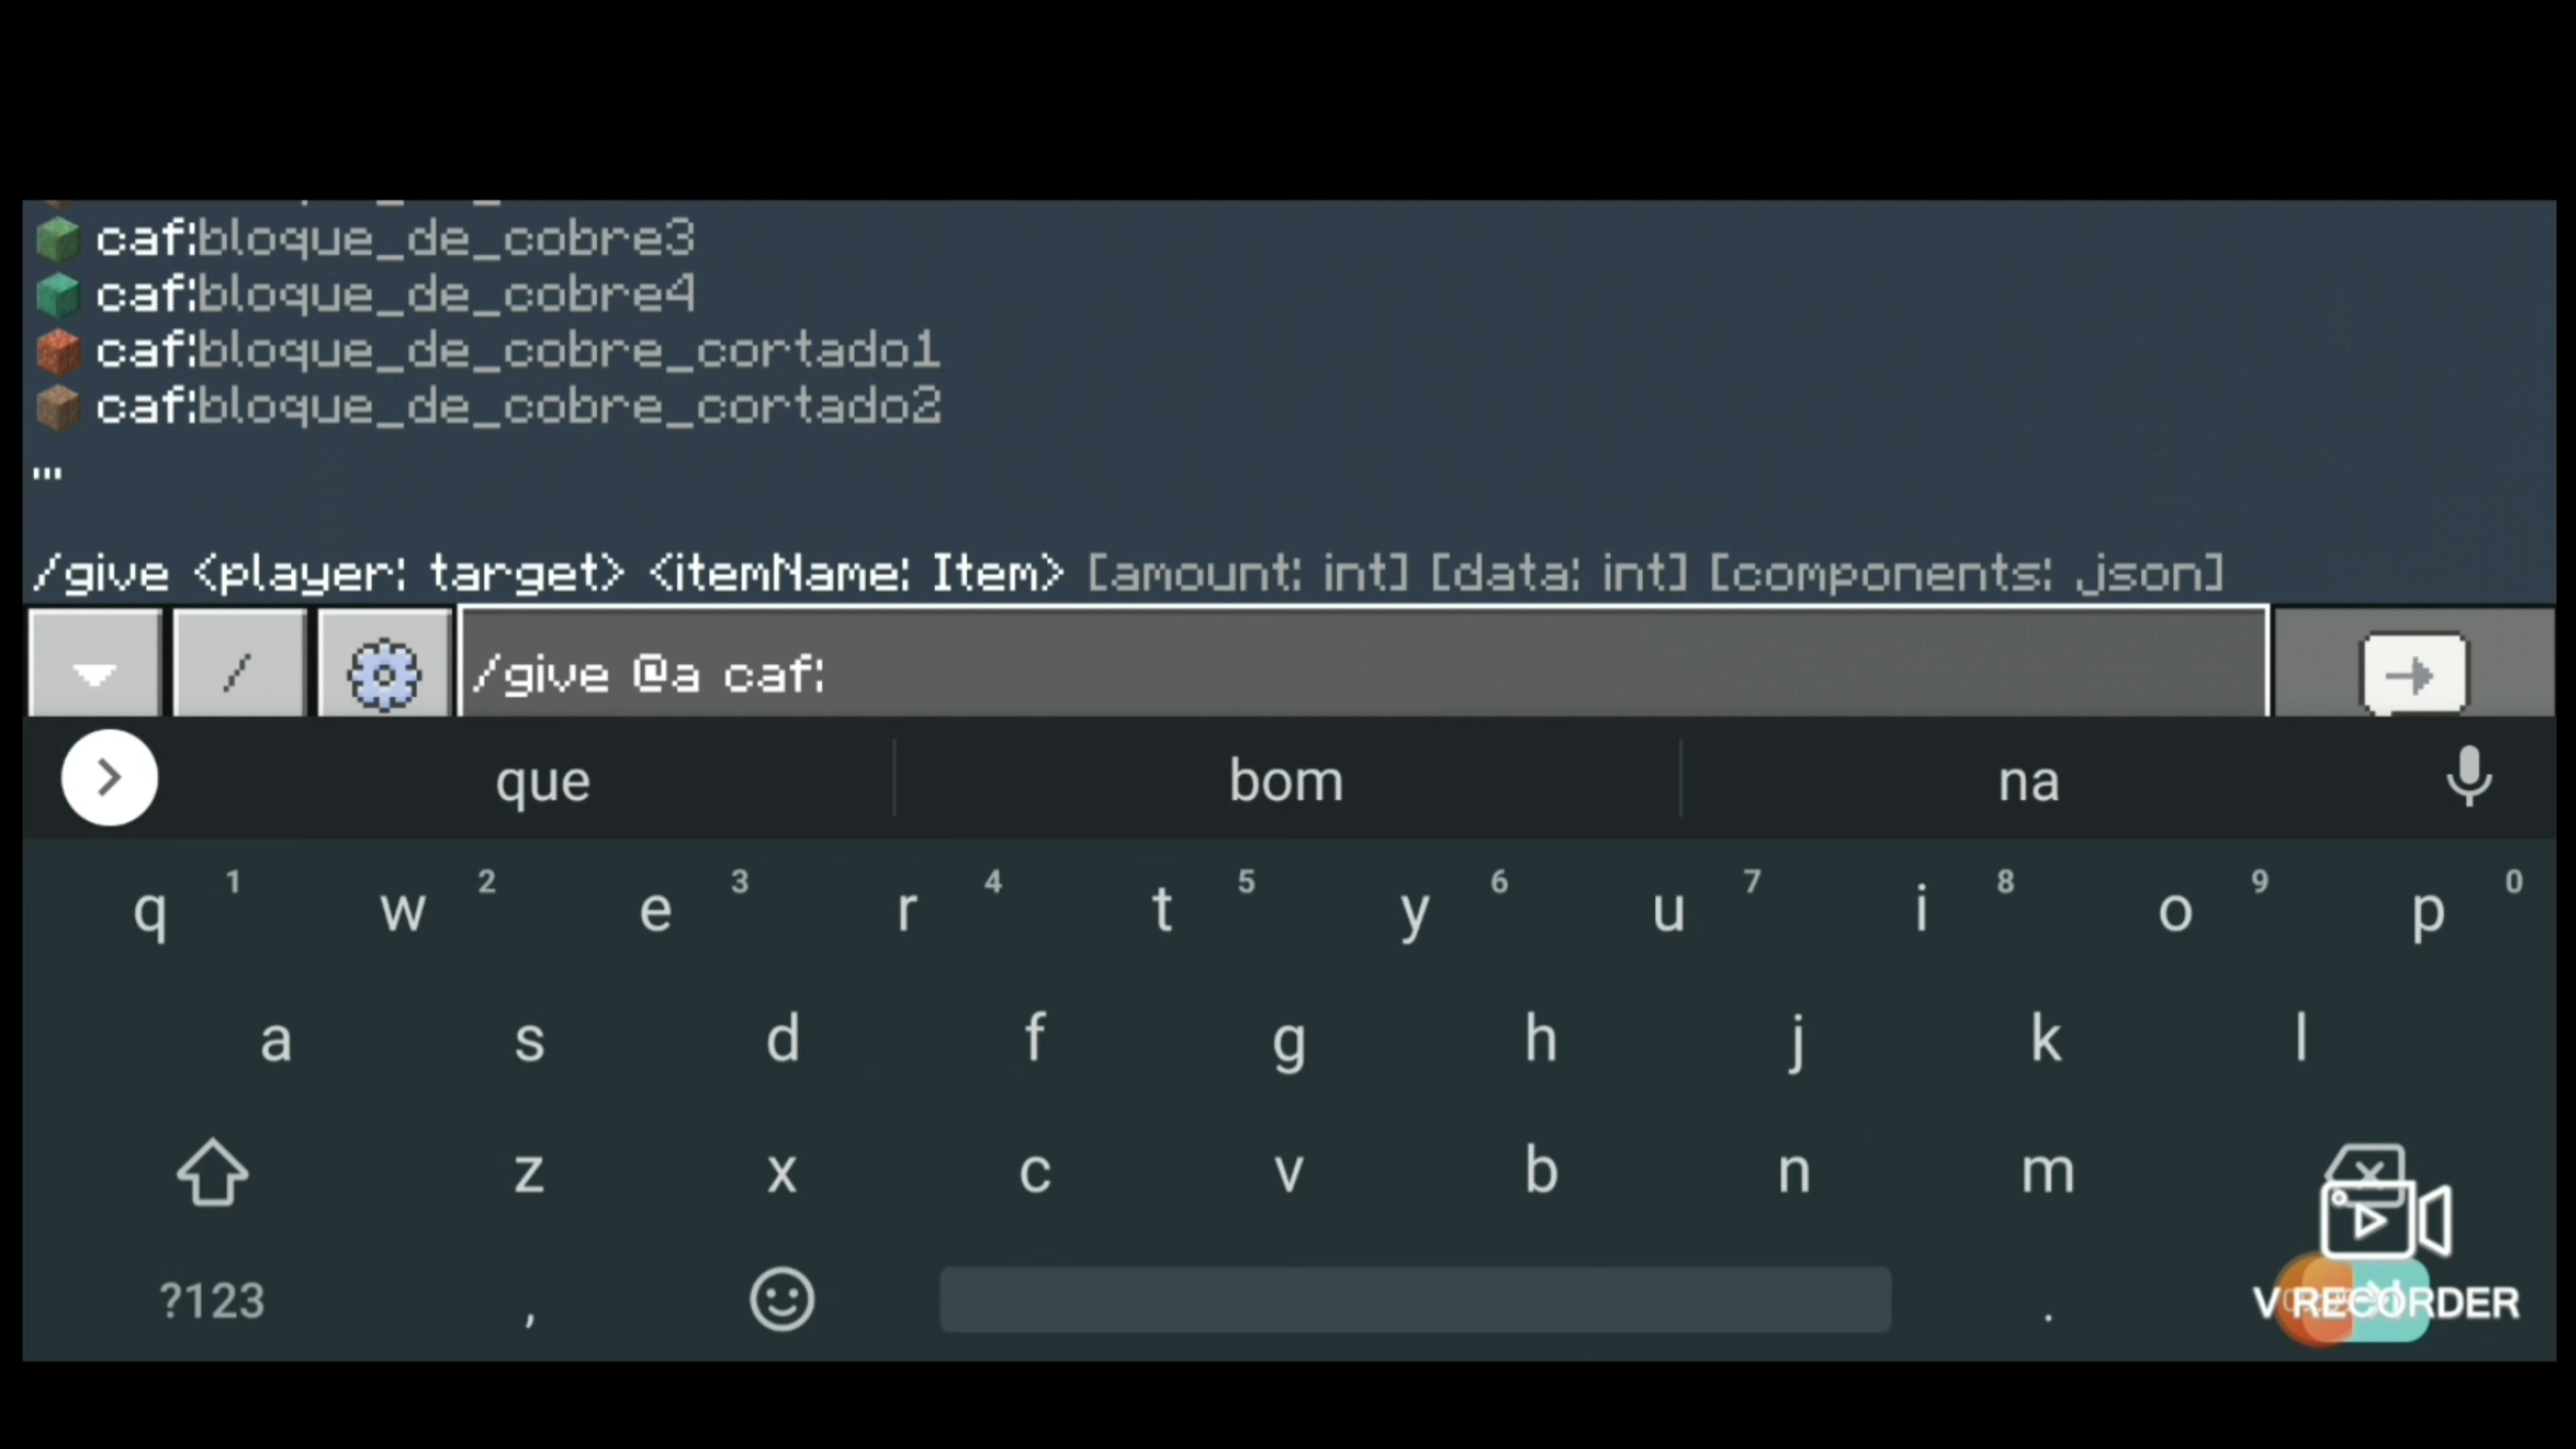 caf:bloque_de_cobre3
caf:bloque_de_cobre4
caf:bloque_de_cobre_cortado1
caf:bloque_de_cobre_cortado2
...
/give <player: target> <itemName: Item> [amount: int] [data: int] [components: json]
/ /give @a caf:
que bom na
1 2 3 4 5 6 7 8 9 0
q w e r t y u i o p
a s d f g h j k l
z x c v b n m
?123 , .
V RECORDER